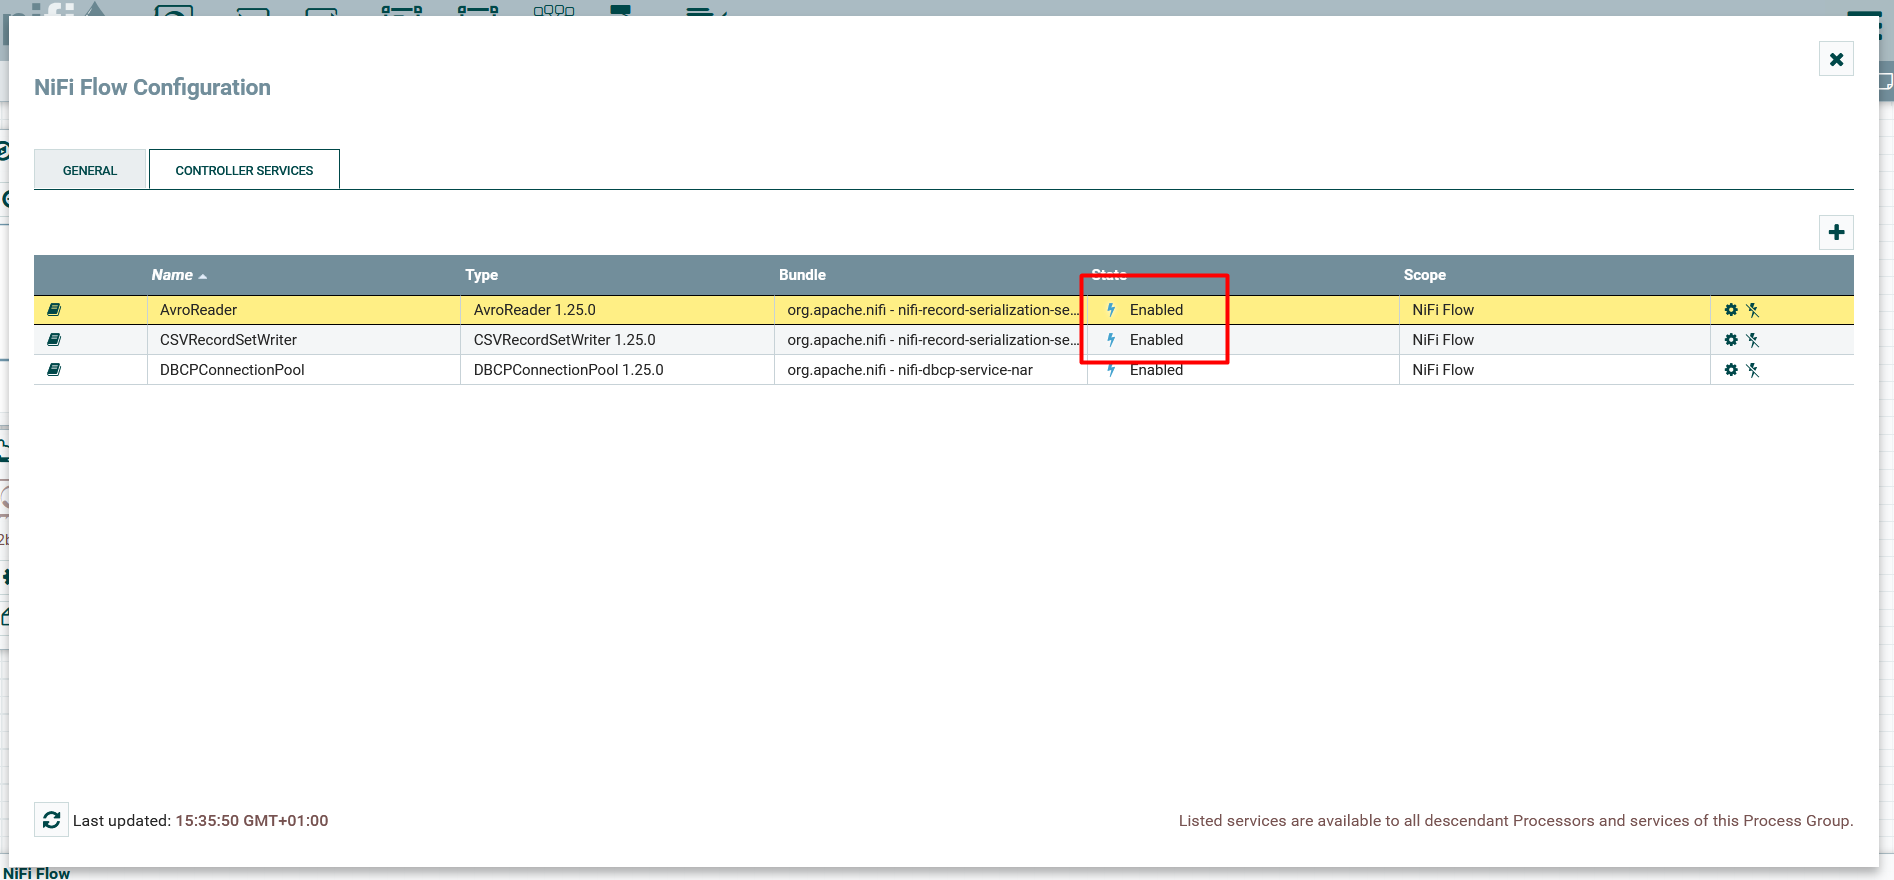 NiFi Flow Configuration
GENERAL
CONTROLLER SERVICES
Name Type Bundle State Scope
AvroReader AvroReader 1.25.0 org.apache.nifi - nifi-record-serialization-se... Enabled NiFi Flow
CSVRecordSetWriter CSVRecordSetWriter 1.25.0 org.apache.nifi - nifi-record-serialization-se... Enabled NiFi Flow
DBCPConnectionPool DBCPConnectionPool 1.25.0 org.apache.nifi - nifi-dbcp-service-nar Enabled NiFi Flow
Last updated: 15:35:50 GMT+01:00
Listed services are available to all descendant Processors and services of this Process Group.
NiFi Flow